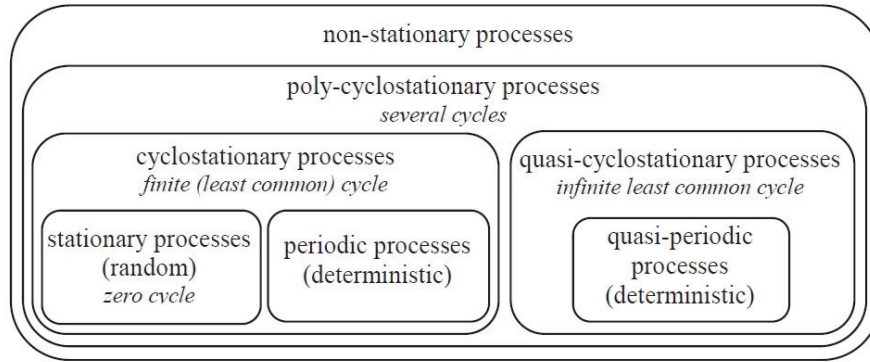 non-stationary processes
poly-cyclostationary processes
several cycles
cyclostationary processes
finite (least common) cycle
stationary processes
(random)
zero cycle
periodic processes
(deterministic)
quasi-cyclostationary processes
infinite least common cycle
quasi-periodic
processes
(deterministic)